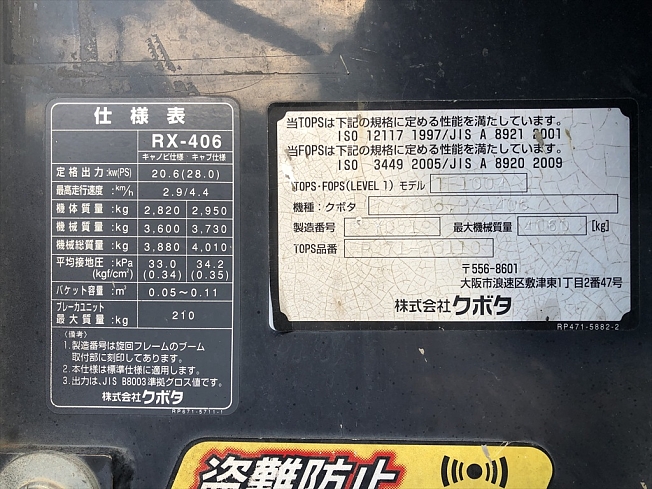 仕様表
RX-406
キャノピ仕様 キャブ仕様
定格出力:kW(PS) 20.6(28.0)
最高走行速度:km/h 2.9/4.4
機体質量:kg 2,820 2,950
機械質量:kg 3,600 3,730
機械総質量:kg 3,880 4,010
平均接地圧:kPa 33.0 34.2
(kgf/cm²) (0.34) (0.35)
バケット容量:m³ 0.05~0.11
ブレーカユニット
最大質量:kg 210
〈備考〉
1.製造番号は旋回フレームのブーム
取付部に刻印してあります。
2.本仕様は標準仕様に適用します。
3.出力は、JIS B8003準拠グロス値です。
株式会社クボタ
RP671-5711-1
当TOPSは下記の規格に定める性能を満たしています。
ISO 12117 1997/JIS A 8921 2001
当FOPSは下記の規格に定める性能を満たしています。
ISO 3449 2005/JIS A 8920 2009
TOPS・FOPS(LEVEL 1) モデル
機種:クボタ
製造番号 最大機械質量 [kg]
TOPS品番
〒556-8601
大阪市浪速区敷津東1丁目2番47号
株式会社クボタ
RP471-5882-2
盗難防止